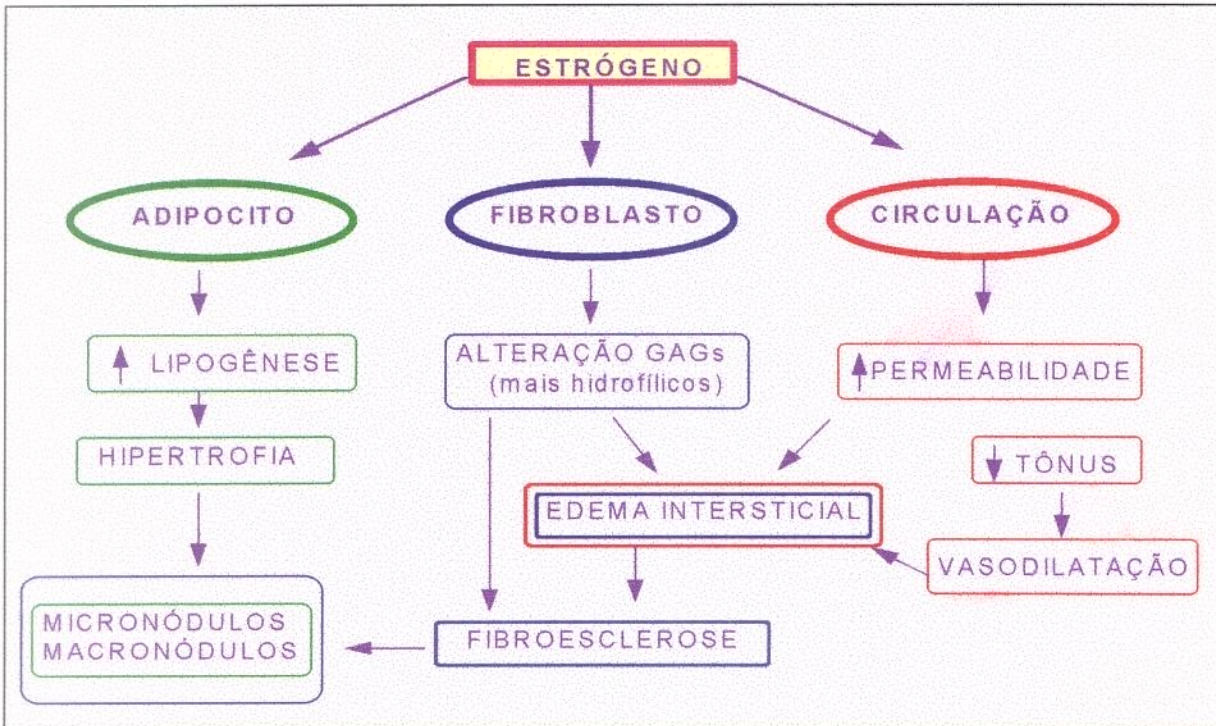 ESTRÓGENO
ADIPOCITO
FIBROBLASTO
CIRCULAÇÃO
LIPOGÊNESE
ALTERAÇÃO GAGs
(mais hidrofílicos)
PERMEABILIDADE
HIPERTROFIA
TÔNUS
EDEMA INTERSTICIAL
VASODILATAÇÃO
MICRONÓDULOS
MACRONÓDULOS
FIBROESCLEROSE